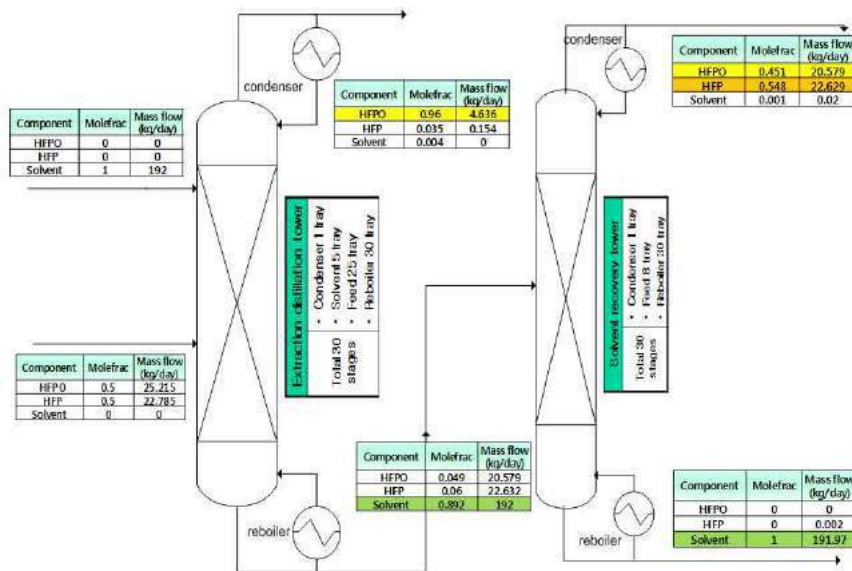 condenser
Component Molefrac Mass flow (kg/day)
HFPO 0.96 4.636
HFP 0.035 0.154
Solvent 0.004 0
condenser
Component Molefrac Mass flow (kg/day)
HFPO 0.451 20.579
HFP 0.548 22.629
Solvent 0.001 0.02
Component Molefrac Mass flow (kg/day)
HFPO 0 0
HFP 0 0
Solvent 1 192
Extraction distillation tower
• Condenser 1 tray
• Solvent 5 tray
• Feed 25 tray
• Reboiler 30 tray
Total 30 stages
Solvent recovery tower
• Condenser 1 tray
• Feed 8 tray
• Reboiler 30 tray
Total 30 stages
Component Molefrac Mass flow (kg/day)
HFPO 0.5 25.215
HFP 0.5 22.785
Solvent 0 0
reboiler
Component Molefrac Mass flow (kg/day)
HFPO 0.049 20.579
HFP 0.06 22.632
Solvent 0.892 192
reboiler
Component Molefrac Mass flow (kg/day)
HFPO 0 0
HFP 0 0.002
Solvent 1 191.97